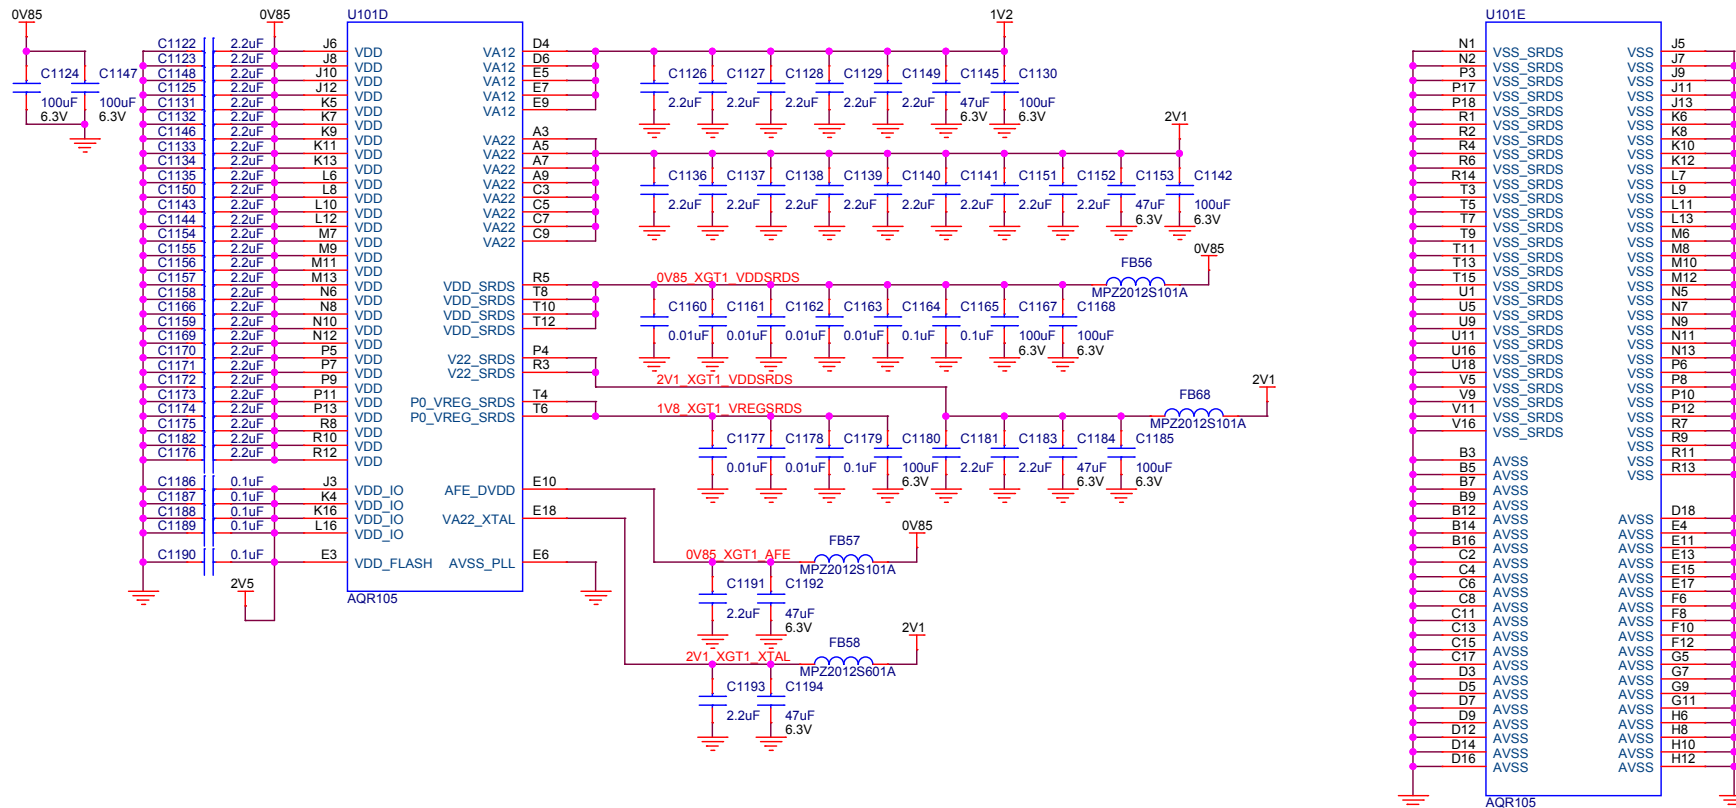 0V85
0V85
U101D
1V2
U101E
C1124
100uF
6.3V
C1147
100uF
6.3V
C1122 2.2uF J6 VDD
C1123 2.2uF J8 VDD
C1148 2.2uF J10 VDD
C1125 2.2uF J12 VDD
C1131 2.2uF K5 VDD
C1132 2.2uF K7 VDD
C1146 2.2uF K9 VDD
C1133 2.2uF K11 VDD
C1134 2.2uF K13 VDD
C1135 2.2uF L6 VDD
C1150 2.2uF L8 VDD
C1143 2.2uF L10 VDD
C1144 2.2uF L12 VDD
C1154 2.2uF M7 VDD
C1155 2.2uF M9 VDD
C1156 2.2uF M11 VDD
C1157 2.2uF M13 VDD
C1158 2.2uF N6 VDD
C1166 2.2uF N8 VDD
C1159 2.2uF N10 VDD
C1169 2.2uF N12 VDD
C1170 2.2uF P5 VDD
C1171 2.2uF P7 VDD
C1172 2.2uF P9 VDD
C1173 2.2uF P11 VDD
C1174 2.2uF P13 VDD
C1175 2.2uF R8 VDD
C1182 2.2uF R10 VDD
C1176 2.2uF R12 VDD
C1186 0.1uF J3 VDD_IO
C1187 0.1uF K4 VDD_IO
C1188 0.1uF K16 VDD_IO
C1189 0.1uF L16 VDD_IO
C1190 0.1uF E3 VDD_FLASH
2V5
AQR105
VA12 D4
VA12 D6
VA12 E5
VA12 E7
VA12 E9
VA22 A3
VA22 A5
VA22 A7
VA22 A9
VA22 C3
VA22 C5
VA22 C7
VA22 C9
VDD_SRDS R5
VDD_SRDS T8
VDD_SRDS T10
VDD_SRDS T12
V22_SRDS P4
V22_SRDS R3
P0_VREG_SRDS T4
P0_VREG_SRDS T6
AFE_DVDD E10
VA22_XTAL E18
AVSS_PLL E6
C1126 C1127 C1128 C1129 C1149 C1145 C1130
2.2uF 2.2uF 2.2uF 2.2uF 2.2uF 47uF 100uF
6.3V 6.3V
2V1
C1136 C1137 C1138 C1139 C1140 C1141 C1151 C1152 C1153 C1142
2.2uF 2.2uF 2.2uF 2.2uF 2.2uF 2.2uF 2.2uF 2.2uF 47uF 100uF
6.3V 6.3V
0V85
FB56
0V85_XGT1_VDDSRDS
MPZ2012S101A
C1160 C1161 C1162 C1163 C1164 C1165 C1167 C1168
0.01uF 0.01uF 0.01uF 0.01uF 0.1uF 0.1uF 100uF 100uF
6.3V 6.3V
2V1_XGT1_VDDSRDS
2V1
FB68
1V8_XGT1_VREGSRDS
MPZ2012S101A
C1177 C1178 C1179 C1180 C1181 C1183 C1184 C1185
0.01uF 0.01uF 0.1uF 100uF 2.2uF 2.2uF 47uF 100uF
6.3V 6.3V 6.3V
0V85
FB57
0V85_XGT1_AFE
MPZ2012S101A
C1191 C1192
2.2uF 47uF
6.3V
2V1
FB58
2V1_XGT1_XTAL
MPZ2012S601A
C1193 C1194
2.2uF 47uF
6.3V
N1 VSS_SRDS
N2 VSS_SRDS
P3 VSS_SRDS
P17 VSS_SRDS
P18 VSS_SRDS
R1 VSS_SRDS
R2 VSS_SRDS
R4 VSS_SRDS
R6 VSS_SRDS
R14 VSS_SRDS
T3 VSS_SRDS
T5 VSS_SRDS
T7 VSS_SRDS
T9 VSS_SRDS
T11 VSS_SRDS
T13 VSS_SRDS
T15 VSS_SRDS
U1 VSS_SRDS
U5 VSS_SRDS
U9 VSS_SRDS
U11 VSS_SRDS
U16 VSS_SRDS
U18 VSS_SRDS
V5 VSS_SRDS
V9 VSS_SRDS
V11 VSS_SRDS
V16 VSS_SRDS
B3 AVSS
B5 AVSS
B7 AVSS
B9 AVSS
B12 AVSS
B14 AVSS
B16 AVSS
C2 AVSS
C4 AVSS
C6 AVSS
C8 AVSS
C11 AVSS
C13 AVSS
C15 AVSS
C17 AVSS
D3 AVSS
D5 AVSS
D7 AVSS
D9 AVSS
D12 AVSS
D14 AVSS
D16 AVSS
VSS J5
VSS J7
VSS J9
VSS J11
VSS J13
VSS K6
VSS K8
VSS K10
VSS K12
VSS L7
VSS L9
VSS L11
VSS L13
VSS M6
VSS M8
VSS M10
VSS M12
VSS N5
VSS N7
VSS N9
VSS N11
VSS N13
VSS P6
VSS P8
VSS P10
VSS P12
VSS R7
VSS R9
VSS R11
VSS R13
AVSS D18
AVSS E4
AVSS E11
AVSS E13
AVSS E15
AVSS E17
AVSS F6
AVSS F8
AVSS F10
AVSS F12
AVSS G5
AVSS G7
AVSS G9
AVSS G11
AVSS H6
AVSS H8
AVSS H10
AVSS H12
AQR105